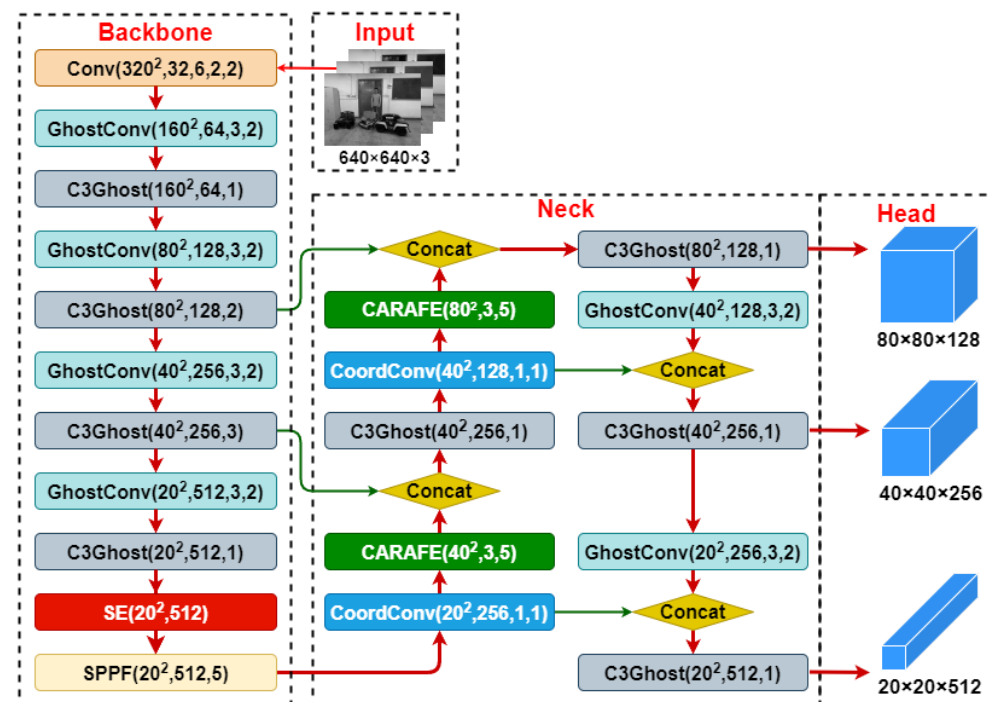 Backbone
Conv(320²,32,6,2,2)
GhostConv(160²,64,3,2)
C3Ghost(160²,64,1)
GhostConv(80²,128,3,2)
C3Ghost(80²,128,2)
GhostConv(40²,256,3,2)
C3Ghost(40²,256,3)
GhostConv(20²,512,3,2)
C3Ghost(20²,512,1)
SE(20²,512)
SPPF(20²,512,5)
Input
640×640×3
Neck
Concat
CARAFE(80²,3,5)
CoordConv(40²,128,1,1)
C3Ghost(40²,256,1)
Concat
CARAFE(40²,3,5)
CoordConv(20²,256,1,1)
C3Ghost(80²,128,1)
GhostConv(40²,128,3,2)
Concat
C3Ghost(40²,256,1)
GhostConv(20²,256,3,2)
Concat
C3Ghost(20²,512,1)
Head
80×80×128
40×40×256
20×20×512